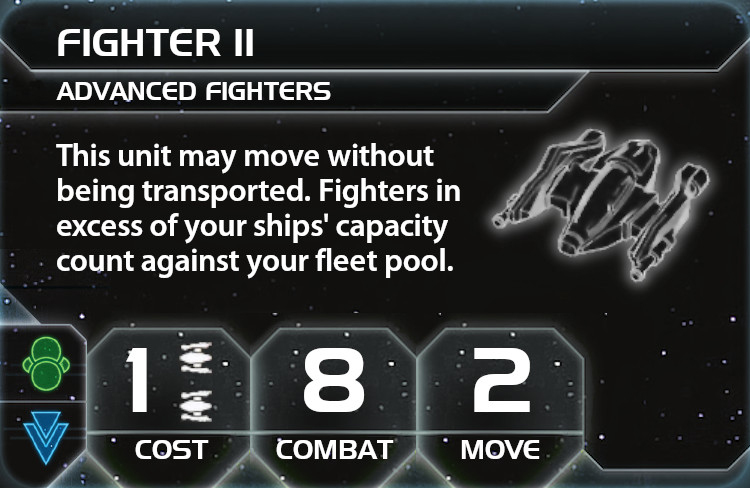 FIGHTER II
ADVANCED FIGHTERS
This unit may move without
being transported. Fighters in
excess of your ships' capacity
count against your fleet pool.
1 8 2
COST COMBAT MOVE